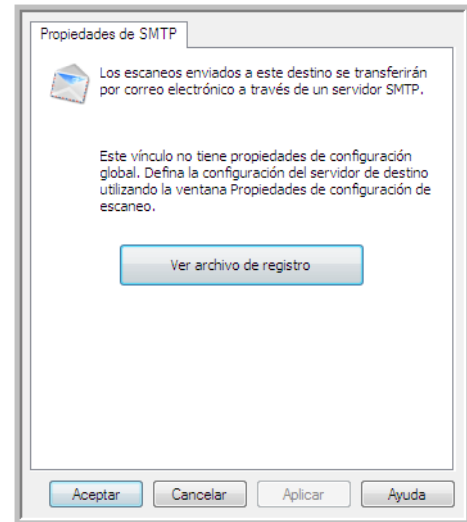 Propiedades de SMTP
Los escaneos enviados a este destino se transferirán
por correo electrónico a través de un servidor SMTP.
Este vínculo no tiene propiedades de configuración
global. Defina la configuración del servidor de destino
utilizando la ventana Propiedades de configuración de
escaneo.
Ver archivo de registro
Aceptar Cancelar Aplicar Ayuda